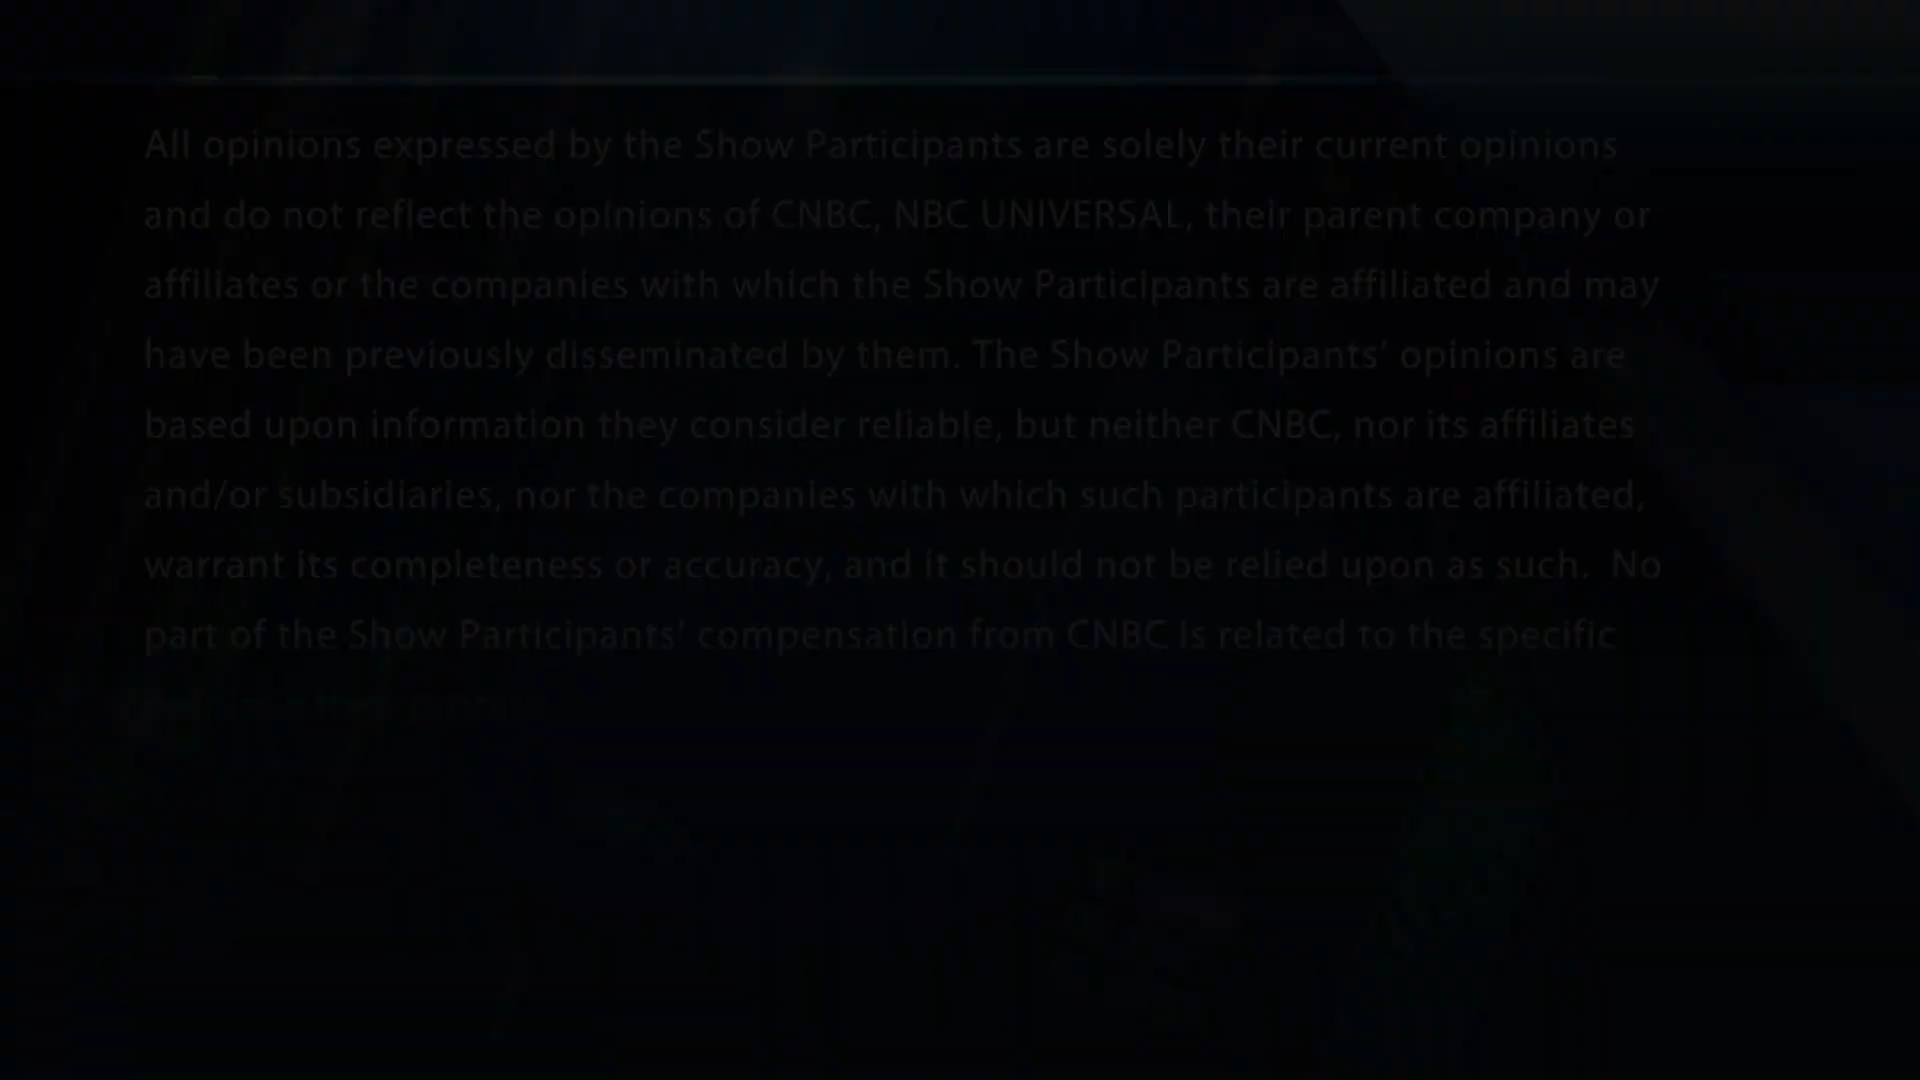 All opinions expressed by the Show Participants are solely their current opinions
and do not reflect the opinions of CNBC, NBC UNIVERSAL, their parent company or
affiliates or the companies with which the Show Participants are affiliated and may
have been previously disseminated by them. The Show Participants’ opinions are
based upon information they consider reliable, but neither CNBC, nor its affiliates
and/or subsidiaries, nor the companies with which such participants are affiliated,
warrant its completeness or accuracy, and it should not be relied upon as such. No
part of the Show Participants’ compensation from CNBC is related to the specific